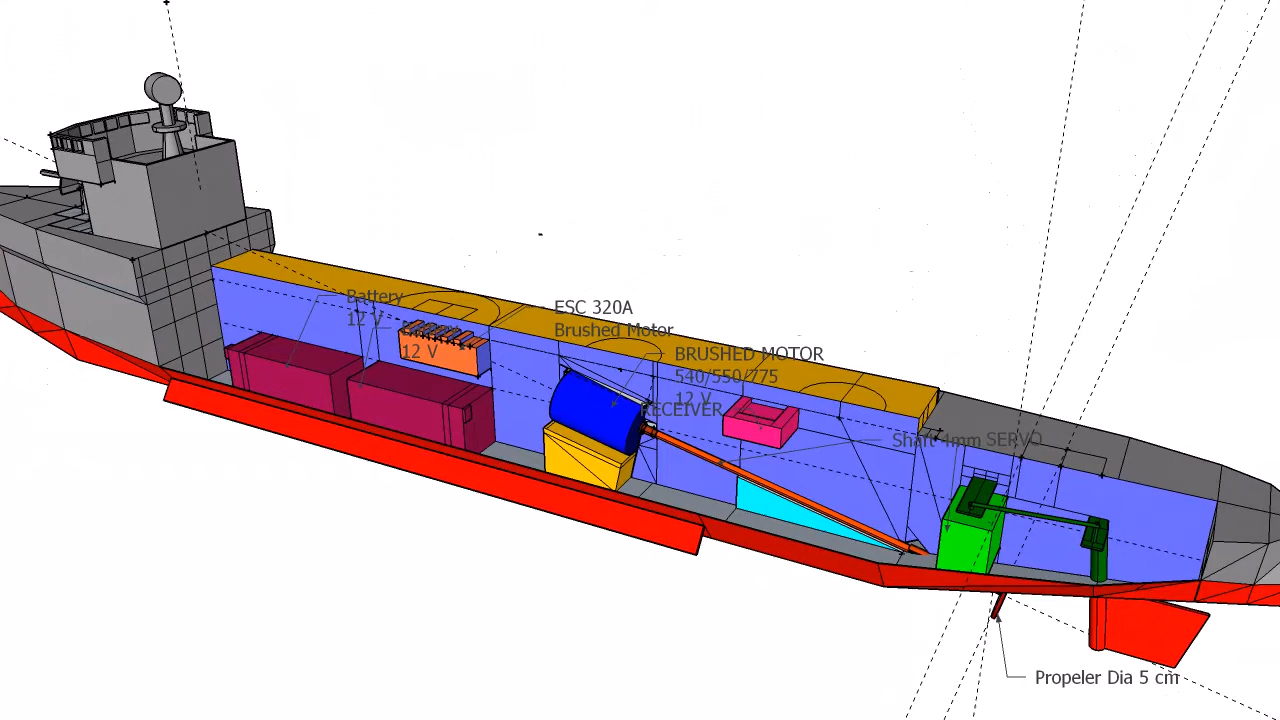 Battery
12 V
12 V
ESC 320A
Brushed Motor
BRUSHED MOTOR
540/550/775
12 V
RECEIVER
Shaft 4mm
SERVO
Propeler Dia 5 cm